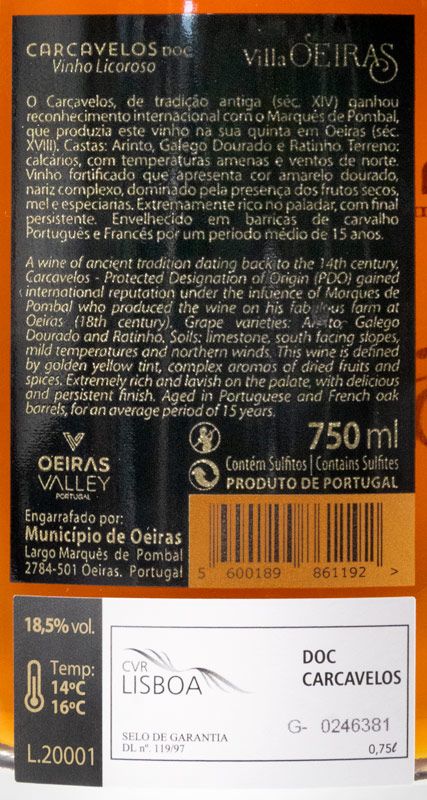 CARCAVELOS DOC
Vinho Licoroso
Villa OEIRAS
O Carcavelos, de tradição antiga (séc. XIV) ganhou
reconhecimento internacional com o Marquês de Pombal,
que produzia este vinho na sua quinta em Oeiras (séc.
XVIII). Castas: Arinto, Galego Dourado e Ratinho. Terreno:
calcários, com temperaturas amenas e ventos de norte.
Vinho fortificado que apresenta cor amarelo dourado,
nariz complexo, dominado pela presença dos frutos secos,
mel e especiarias. Extremamente rico no paladar, com final
persistente. Envelhecido em barricas de carvalho
Português e Francês por um período médio de 15 anos.
A wine of ancient tradition dating back to the 14th century,
Carcavelos - Protected Designation of Origin (PDO) gained
international reputation under the infuence of Marques de
Pombal who produced the wine on his fabulous farm at
Oeiras (18th century). Grape varieties: Arinto, Galego
Dourado and Ratinho. Soils: limestone, south facing slopes,
mild temperatures and northern winds. This wine is defined
by golden yellow tint, complex aromas of dried fruits and
spices. Extremely rich and lavish on the palate, with delicious
and persistent finish. Aged in Portuguese and French oak
barrels, for an average period of 15 years.
OEIRAS
VALLEY
PORTUGAL
750 ml
Contém Sulfitos | Contains Sulfites
PRODUTO DE PORTUGAL
Engarrafado por:
Município de Oeiras
Largo Marquês de Pombal
2784-501 Oeiras. Portugal
5 600189 861192 >
18,5% vol.
Temp:
14ºC
16ºC
L.20001
CVR
LISBOA
SELO DE GARANTIA
DL nº. 119/97
DOC
CARCAVELOS
G- 0246381
0,75ℓ